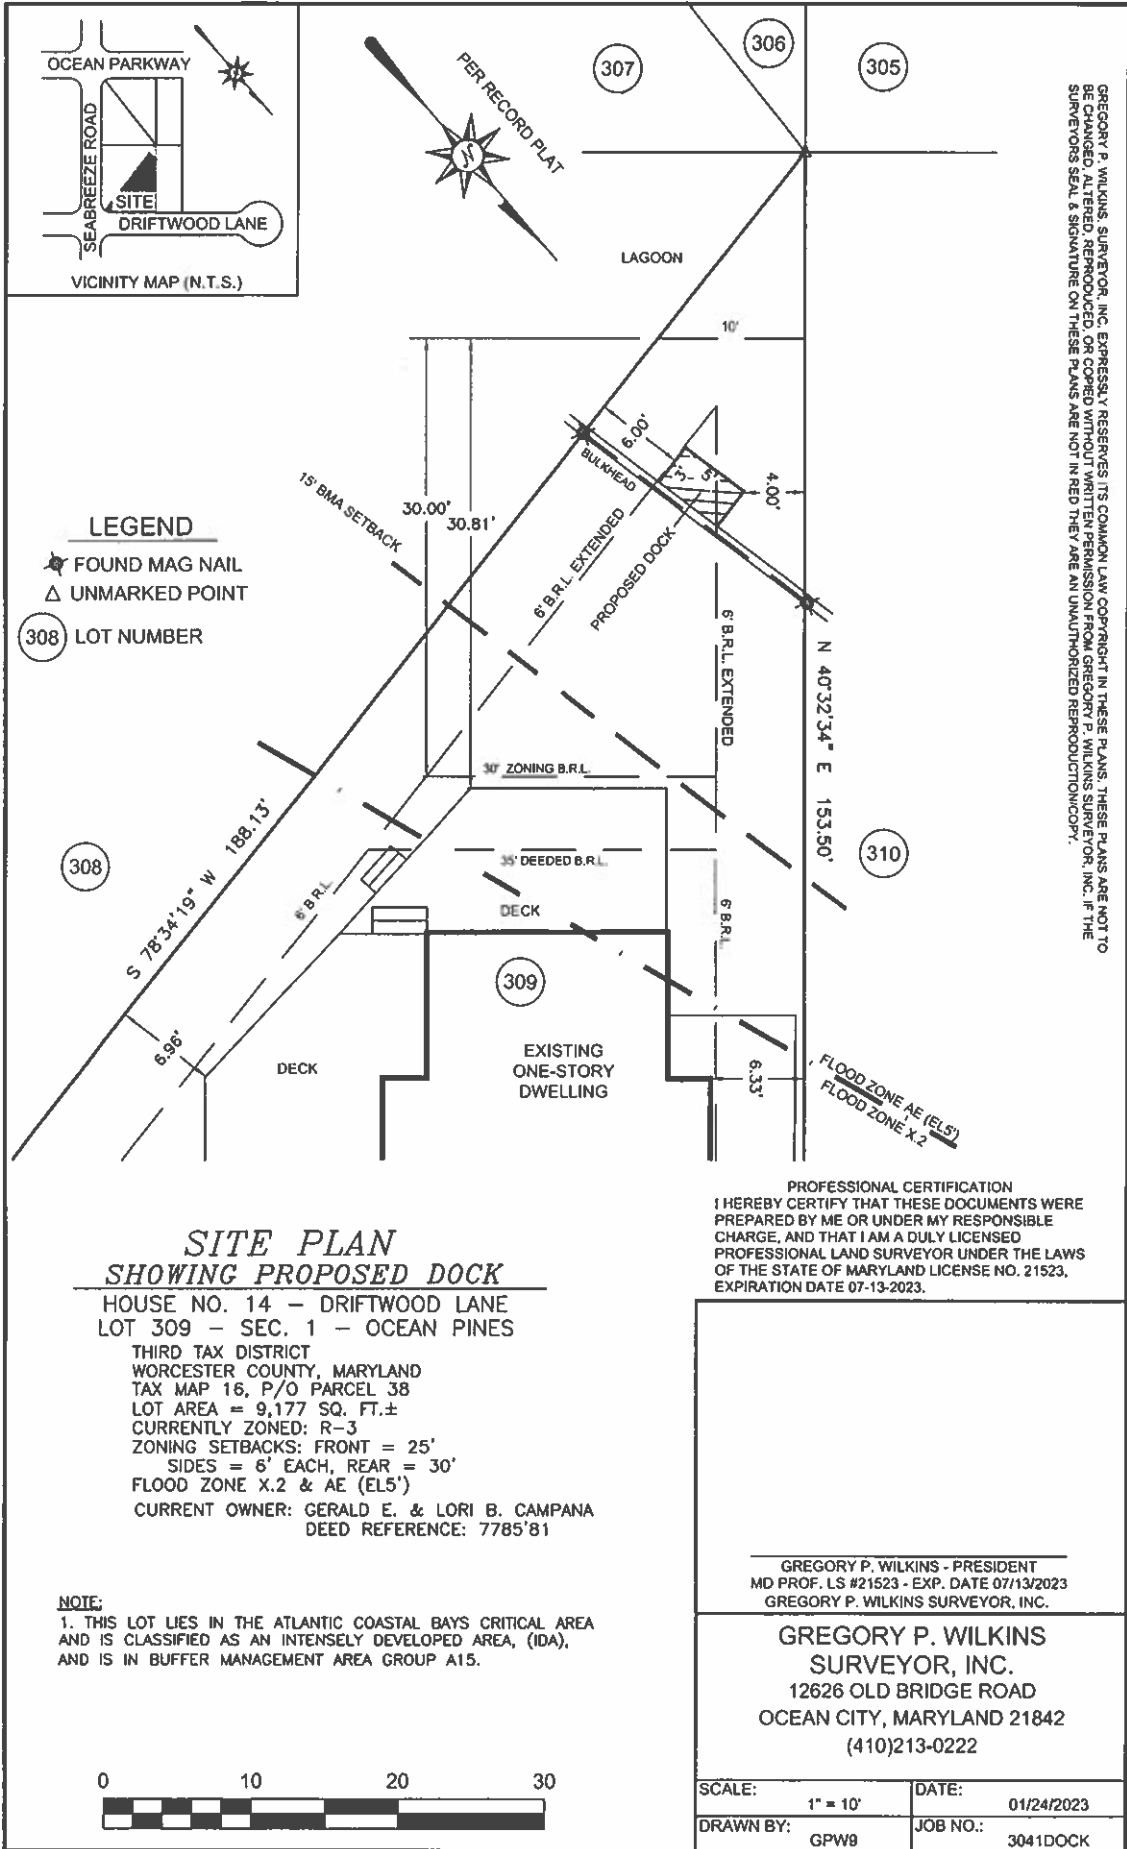 OCEAN PARKWAY
SEABREEZE ROAD
SITE
DRIFTWOOD LANE
VICINITY MAP (N.T.S.)
PER RECORD PLAT
N
307
306
305
GREGORY P. WILKINS, SURVEYOR, INC. EXPRESSLY RESERVES ITS COMMON LAW COPYRIGHT IN THESE PLANS. THESE PLANS ARE NOT TO
BE CHANGED, ALTERED, REPRODUCED, OR COPIED WITHOUT WRITTEN PERMISSION FROM GREGORY P. WILKINS SURVEYOR, INC. IF THE
SURVEYORS SEAL & SIGNATURE ON THESE PLANS ARE NOT IN RED THEY ARE AN UNAUTHORIZED REPRODUCTION/COPY.
LAGOON
10'
6.00'
BULKHEAD
3'
5'
4.00'
15' BMA SETBACK
30.00'
30.81'
6' B.R.L. EXTENDED
PROPOSED DOCK
6' B.R.L. EXTENDED
N 40°32'34" E 153.50'
LEGEND
FOUND MAG NAIL
UNMARKED POINT
308 LOT NUMBER
30' ZONING B.R.L.
S 78°34'19" W 188.13'
308
310
35' DEEDED B.R.L.
6' B.R.L.
DECK
6' B.R.L.
309
6.96'
DECK
EXISTING
ONE-STORY
DWELLING
6.33'
FLOOD ZONE AE (EL5')
FLOOD ZONE X.2
PROFESSIONAL CERTIFICATION
I HEREBY CERTIFY THAT THESE DOCUMENTS WERE
PREPARED BY ME OR UNDER MY RESPONSIBLE
CHARGE, AND THAT I AM A DULY LICENSED
PROFESSIONAL LAND SURVEYOR UNDER THE LAWS
OF THE STATE OF MARYLAND LICENSE NO. 21523,
EXPIRATION DATE 07-13-2023.
SITE PLAN
SHOWING PROPOSED DOCK
HOUSE NO. 14 - DRIFTWOOD LANE
LOT 309 - SEC. 1 - OCEAN PINES
THIRD TAX DISTRICT
WORCESTER COUNTY, MARYLAND
TAX MAP 16, P/O PARCEL 38
LOT AREA = 9,177 SQ. FT.±
CURRENTLY ZONED: R-3
ZONING SETBACKS: FRONT = 25'
SIDES = 6' EACH, REAR = 30'
FLOOD ZONE X.2 & AE (EL5')
CURRENT OWNER: GERALD E. & LORI B. CAMPANA
DEED REFERENCE: 7785'81
NOTE:
1. THIS LOT LIES IN THE ATLANTIC COASTAL BAYS CRITICAL AREA
AND IS CLASSIFIED AS AN INTENSELY DEVELOPED AREA, (IDA),
AND IS IN BUFFER MANAGEMENT AREA GROUP A15.
0 10 20 30
GREGORY P. WILKINS - PRESIDENT
MD PROF. LS #21523 - EXP. DATE 07/13/2023
GREGORY P. WILKINS SURVEYOR, INC.
GREGORY P. WILKINS
SURVEYOR, INC.
12626 OLD BRIDGE ROAD
OCEAN CITY, MARYLAND 21842
(410)213-0222
SCALE: 1" = 10'
DATE: 01/24/2023
DRAWN BY: GPW9
JOB NO.: 3041DOCK